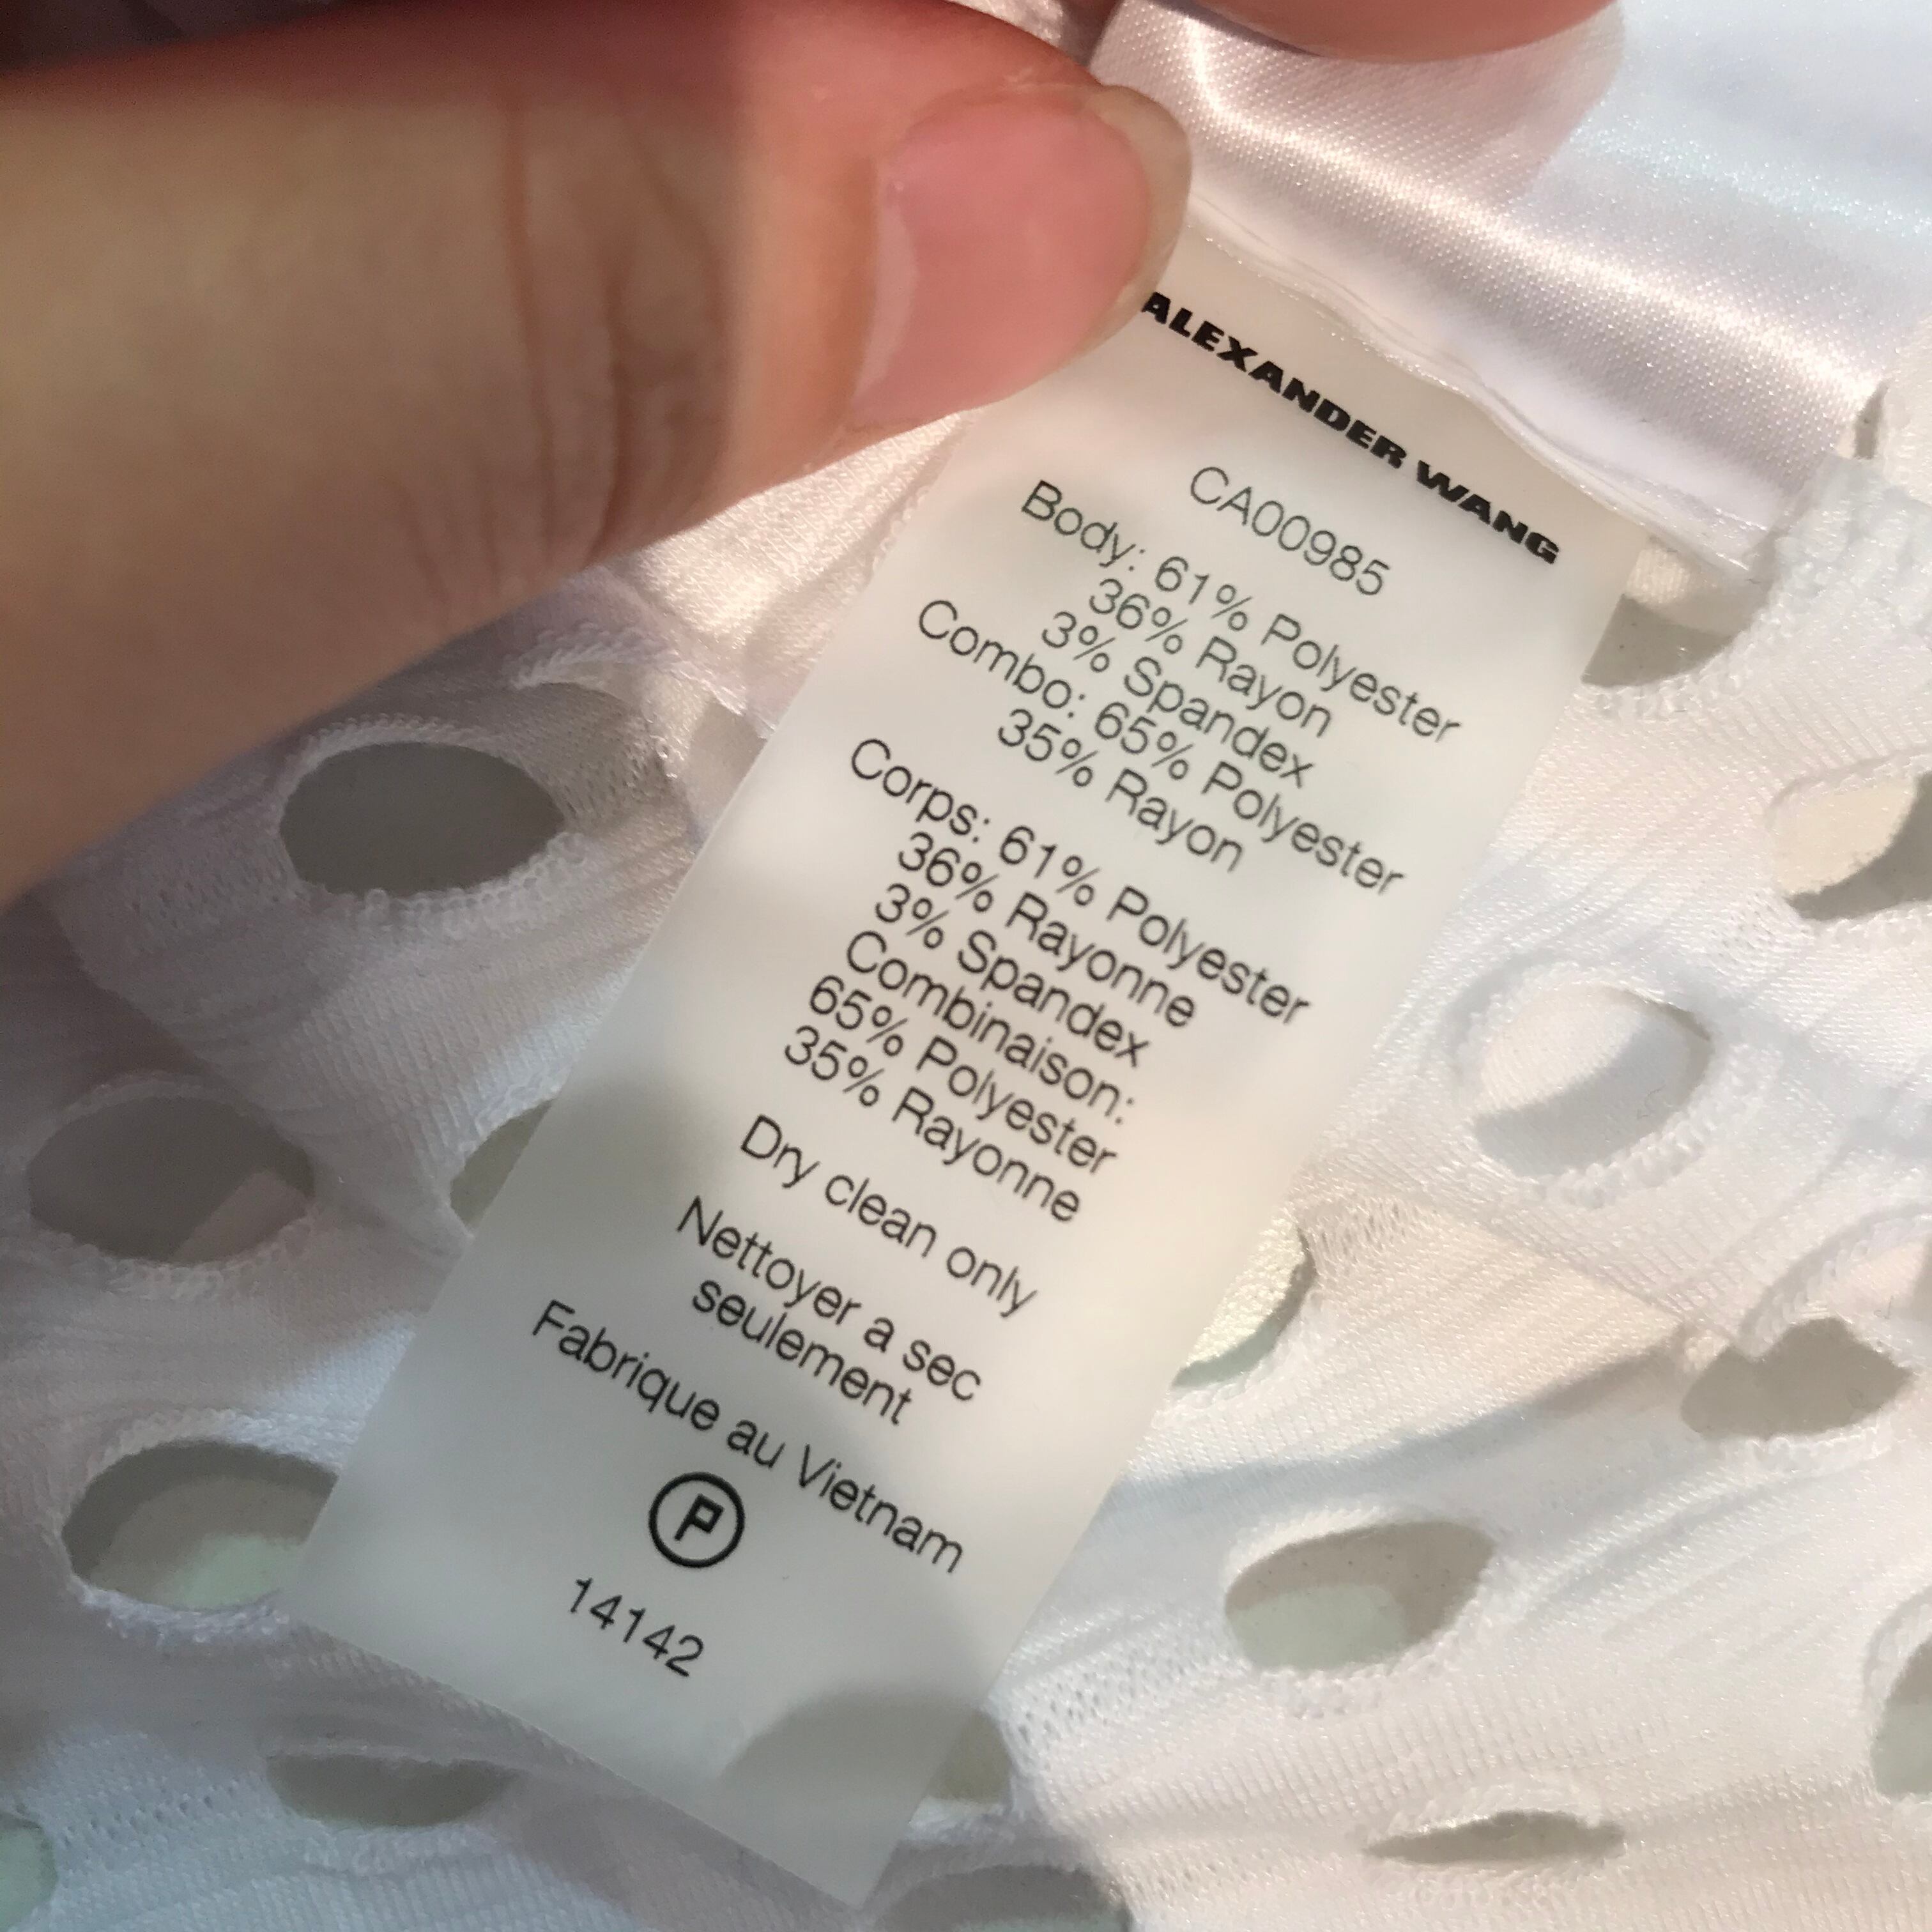 ALEXANDER WANG
CA00985
Body: 61% Polyester
36% Rayon
3% Spandex
Combo: 65% Polyester
35% Rayon
Corps: 61% Polyester
36% Rayonne
3% Spandex
Combinaison:
65% Polyester
35% Rayonne
Dry clean only
Nettoyer a sec
seulement
Fabrique au Vietnam
P
14142